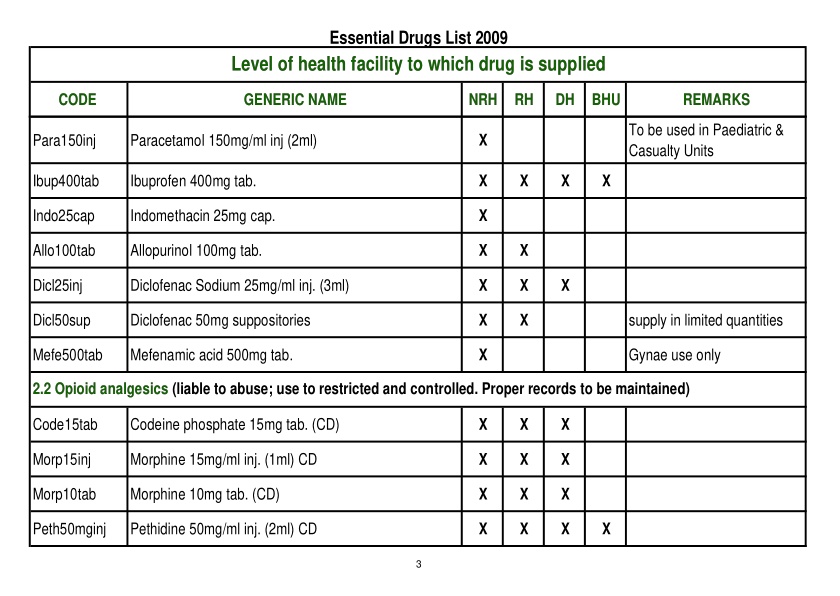 Essential Drugs List 2009
Level of health facility to which drug is supplied
CODE GENERIC NAME NRH RH DH BHU REMARKS
Para150inj Paracetamol 150mg/ml inj (2ml) X To be used in Paediatric &
Casualty Units
Ibup400tab Ibuprofen 400mg tab. X X X X
Indo25cap Indomethacin 25mg cap. X
Allo100tab Allopurinol 100mg tab. X X
Dicl25inj Diclofenac Sodium 25mg/ml inj. (3ml) X X X
Dicl50sup Diclofenac 50mg suppositories X X supply in limited quantities
Mefe500tab Mefenamic acid 500mg tab. X Gynae use only
2.2 Opioid analgesics (liable to abuse; use to restricted and controlled. Proper records to be maintained)
Code15tab Codeine phosphate 15mg tab. (CD) X X X
Morp15inj Morphine 15mg/ml inj. (1ml) CD X X X
Morp10tab Morphine 10mg tab. (CD) X X X
Peth50mginj Pethidine 50mg/ml inj. (2ml) CD X X X X
3